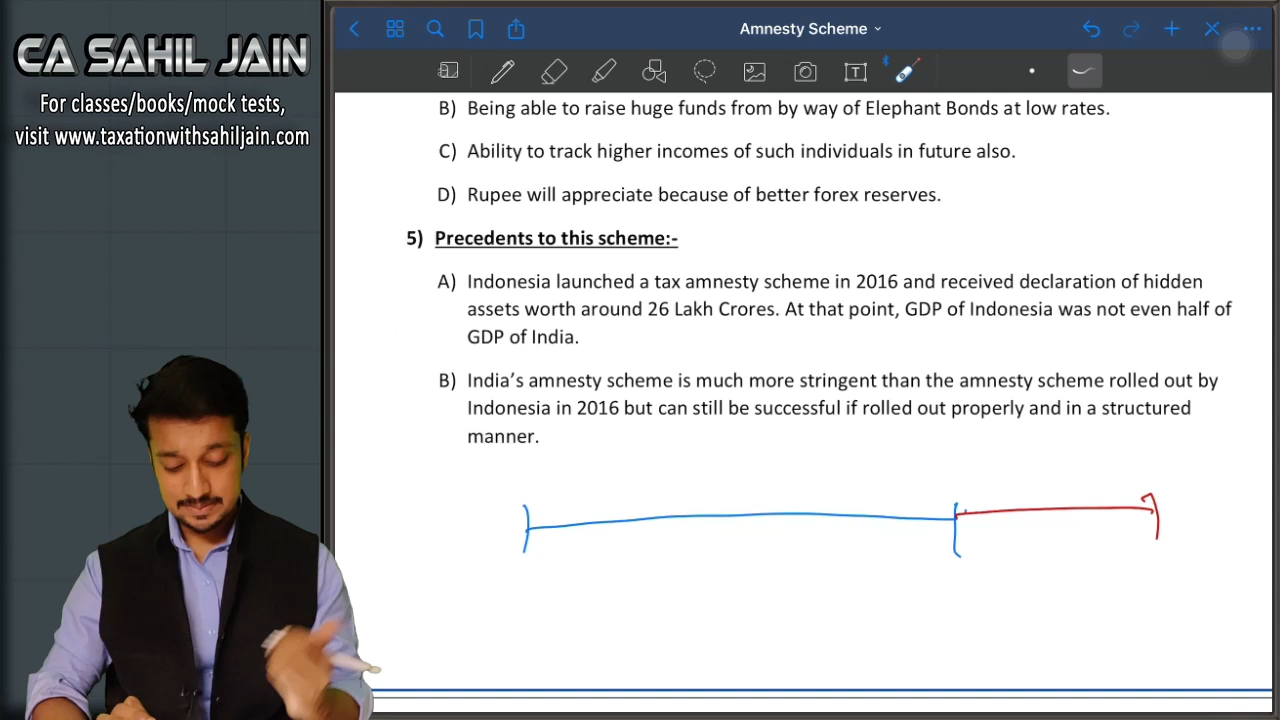 CA SAHIL JAIN
For classes/books/mock tests,
visit www.taxationwithsahiljain.com
Amnesty Scheme
B) Being able to raise huge funds from by way of Elephant Bonds at low rates.
C) Ability to track higher incomes of such individuals in future also.
D) Rupee will appreciate because of better forex reserves.
5) Precedents to this scheme:-
A) Indonesia launched a tax amnesty scheme in 2016 and received declaration of hidden
assets worth around 26 Lakh Crores. At that point, GDP of Indonesia was not even half of
GDP of India.
B) India’s amnesty scheme is much more stringent than the amnesty scheme rolled out by
Indonesia in 2016 but can still be successful if rolled out properly and in a structured
manner.